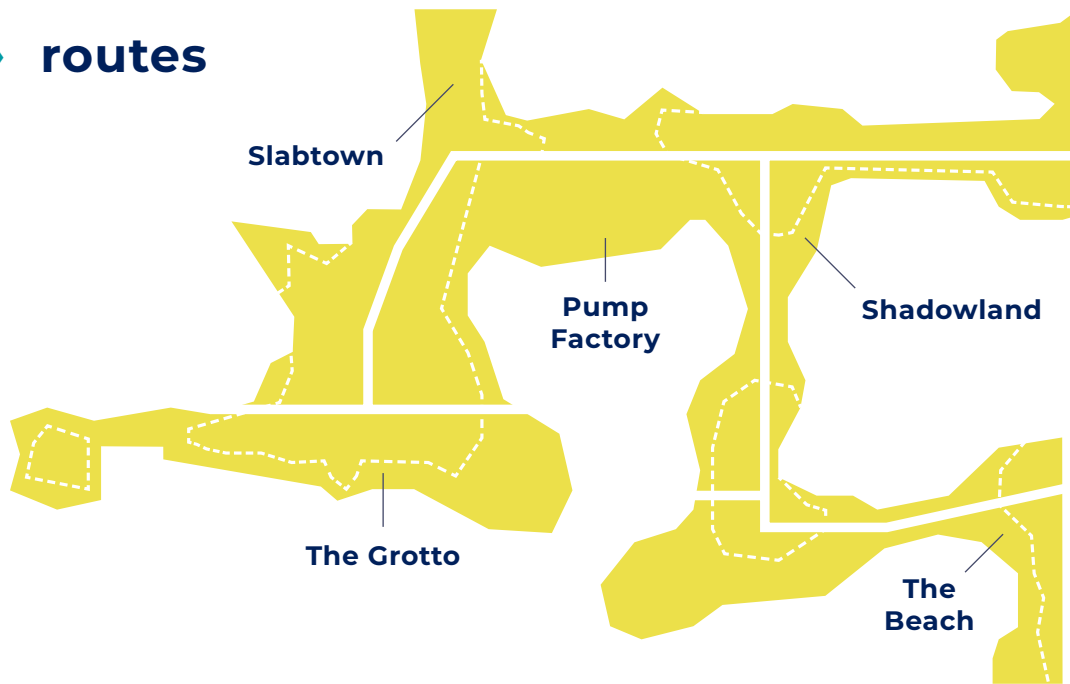 routes
Slabtown
Pump
Factory
Shadowland
The Grotto
The
Beach